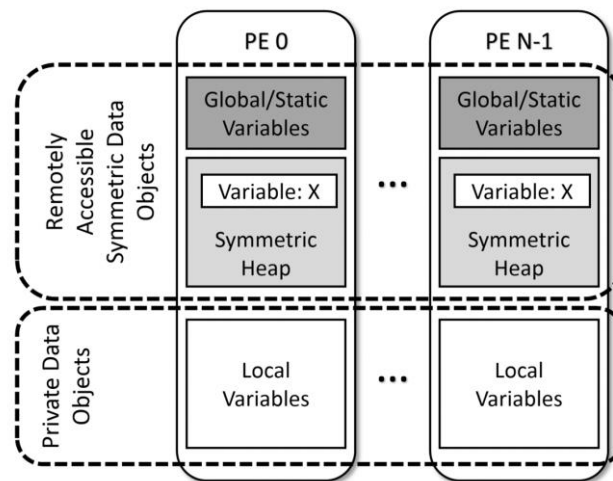 PE 0
PE N-1
Remotely
Accessible
Symmetric Data
Objects
Global/Static
Variables
Variable: X
Symmetric
Heap
...
Global/Static
Variables
Variable: X
Symmetric
Heap
Private Data
Objects
Local
Variables
...
Local
Variables